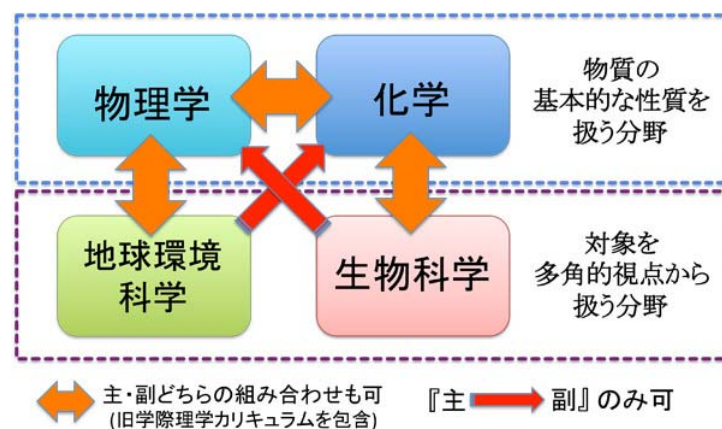 物理学
化学
物質の
基本的な性質を
扱う分野
地球環境
科学
生物科学
対象を
多角的視点から
扱う分野
主・副どちらの組み合わせも可
(旧学際理学カリキュラムを包含)
『主 副』のみ可